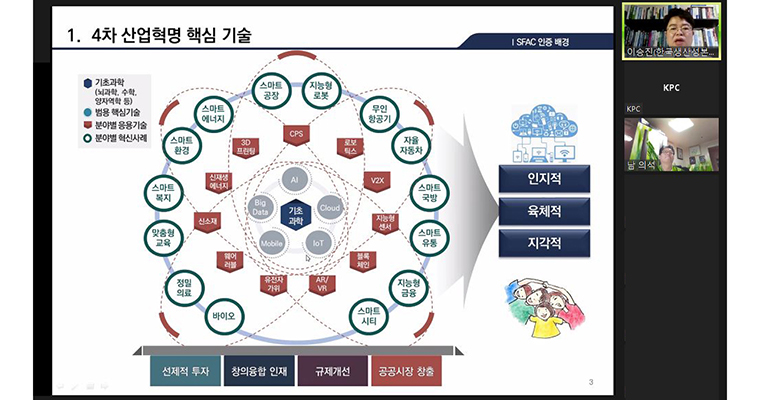 1. 4차 산업혁명 핵심 기술
I SFAC 인증 배경
기초과학
(뇌과학, 수학,
양자역학 등)
범용 핵심기술
분야별 응용기술
분야별 혁신사례
스마트
공장
지능형
로봇
스마트
에너지
무인
항공기
스마트
환경
자율
자동차
스마트
복지
스마트
국방
맞춤형
교육
스마트
유통
정밀
의료
지능형
금융
바이오
스마트
시티
CPS
3D
프린팅
로보
틱스
신재생
에너지
V2X
신소재
지능형
센서
웨어
러블
블록
체인
유전자
가위
AR/
VR
AI
Big
Data
Cloud
기초
과학
Mobile
IoT
인지적
육체적
지각적
선제적 투자
창의융합 인재
규제개선
공공시장 창출
3
이승진(한국생산성본...
KPC
KPC
남 의석